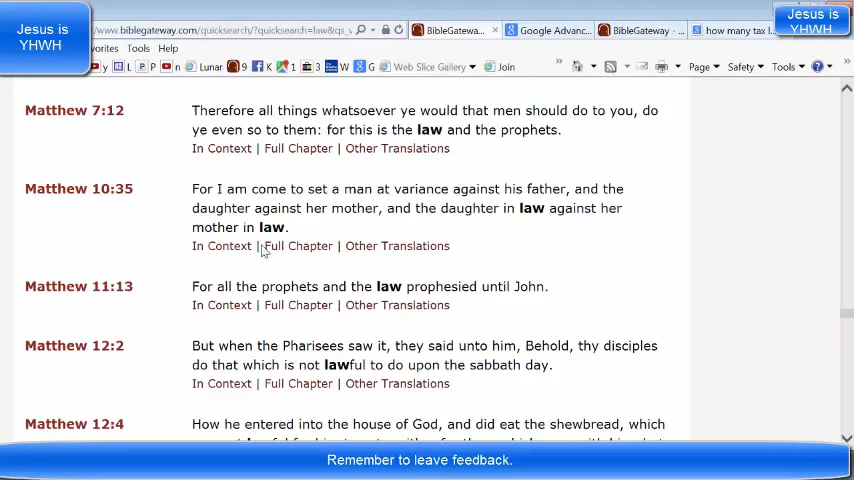 Jesus is
YHWH
Jesus is
YHWH
www.biblegateway.com/quicksearch/?quicksearch=law&qs_
BibleGatewa...
Google Advanc...
BibleGateway - ...
how many tax l
Tools Help
Lunar
9
K
1
3
9
Web Slice Gallery
Join
Page
Safety
Tools
Matthew 7:12
Therefore all things whatsoever ye would that men should do to you, do
ye even so to them: for this is the law and the prophets.
In Context | Full Chapter | Other Translations
Matthew 10:35
For I am come to set a man at variance against his father, and the
daughter against her mother, and the daughter in law against her
mother in law.
In Context | Full Chapter | Other Translations
Matthew 11:13
For all the prophets and the law prophesied until John.
In Context | Full Chapter | Other Translations
Matthew 12:2
But when the Pharisees saw it, they said unto him, Behold, thy disciples
do that which is not lawful to do upon the sabbath day.
In Context | Full Chapter | Other Translations
Matthew 12:4
How he entered into the house of God, and did eat the shewbread, which
Remember to leave feedback.